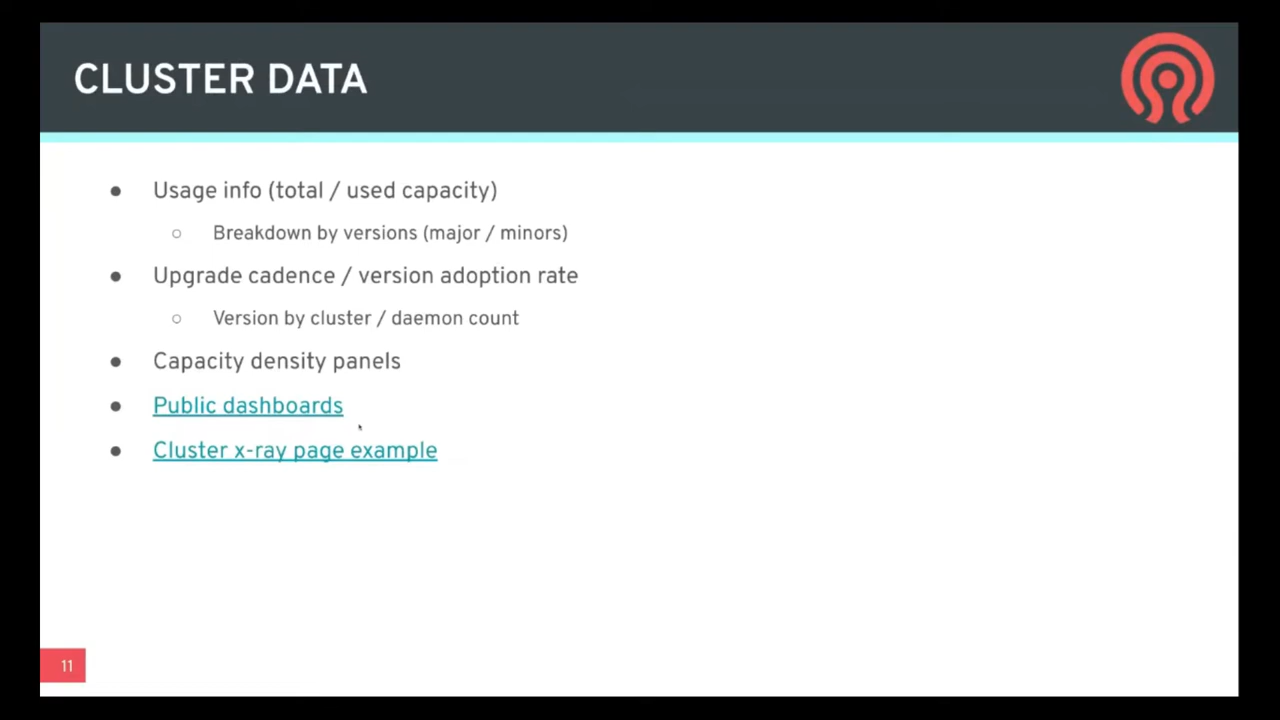 CLUSTER DATA
● Usage info (total / used capacity)
○ Breakdown by versions (major / minors)
● Upgrade cadence / version adoption rate
○ Version by cluster / daemon count
● Capacity density panels
● Public dashboards
● Cluster x-ray page example
11